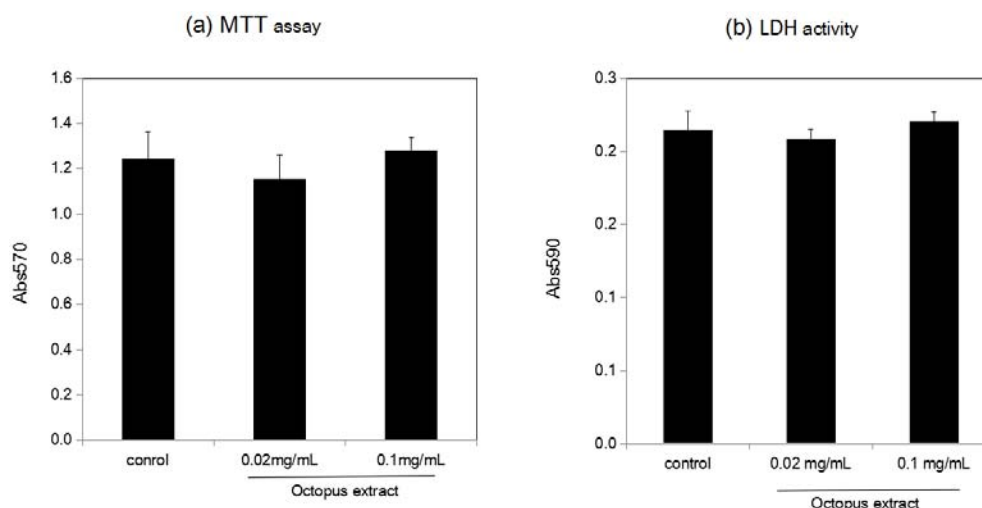 (a) MTT assay
1.6
1.4
1.2
1.0
0.8
0.6
0.4
0.2
0.0
Abs570
conrol
0.02mg/mL
0.1mg/mL
Octopus extract
(b) LDH activity
0.3
0.2
0.2
0.1
0.1
0.0
Abs590
control
0.02 mg/mL
0.1 mg/mL
Octopus extract